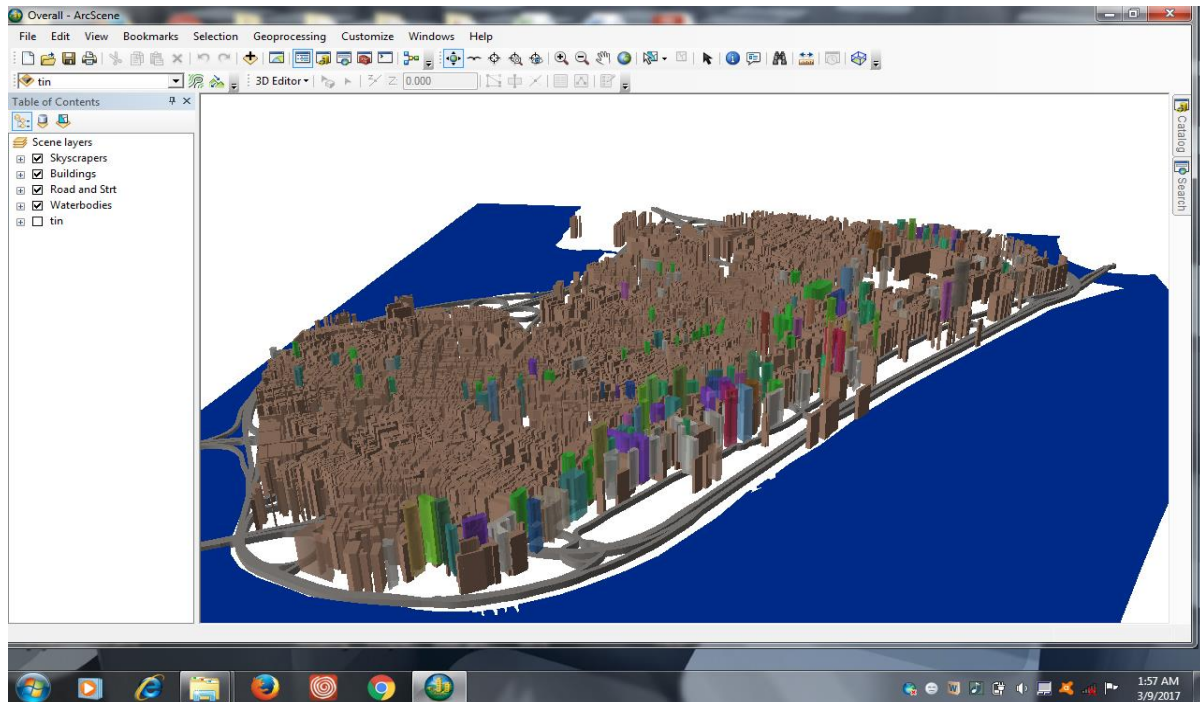 Overall - ArcScene
File Edit View Bookmarks Selection Geoprocessing Customize Windows Help
tin
3D Editor
Z: 0.000
Table of Contents
Scene layers
Skyscrapers
Buildings
Road and Strt
Waterbodies
tin
Catalog
Search
1:57 AM
3/9/2017